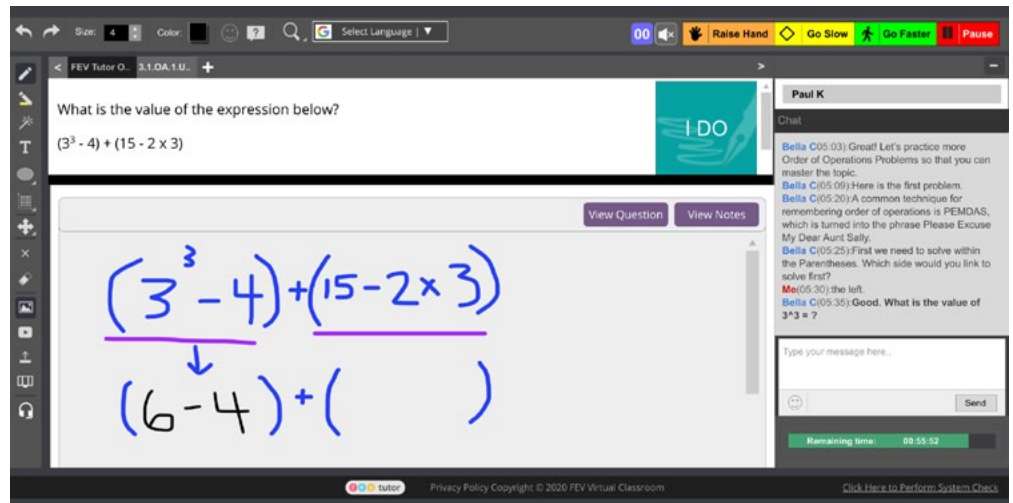 Size: 4 Color: Select Language | ▼ 00 Raise Hand Go Slow Go Faster Pause
< FEV Tutor O.. 3.1.OA.1.U.. + >
What is the value of the expression below?
(3³ - 4) + (15 - 2 x 3)
I DO
View Question View Notes
(3³ - 4) + (15 - 2 x 3)
(6 - 4) + ( )
Paul K
Chat
Bella C(05:03):Great! Let's practice more
Order of Operations Problems so that you can
master the topic.
Bella C(05:09):Here is the first problem.
Bella C(05:20):A common technique for
remembering order of operations is PEMDAS,
which is turned into the phrase Please Excuse
My Dear Aunt Sally.
Bella C(05:25):First we need to solve within
the Parentheses. Which side would you link to
solve first?
Me(05:30):the left.
Bella C(05:35):Good. What is the value of
3^3 = ?
Type your message here..
Send
Remaining time: 00:55:52
tutor Privacy Policy Copyright © 2020 FEV Virtual Classroom Click Here to Perform System Check